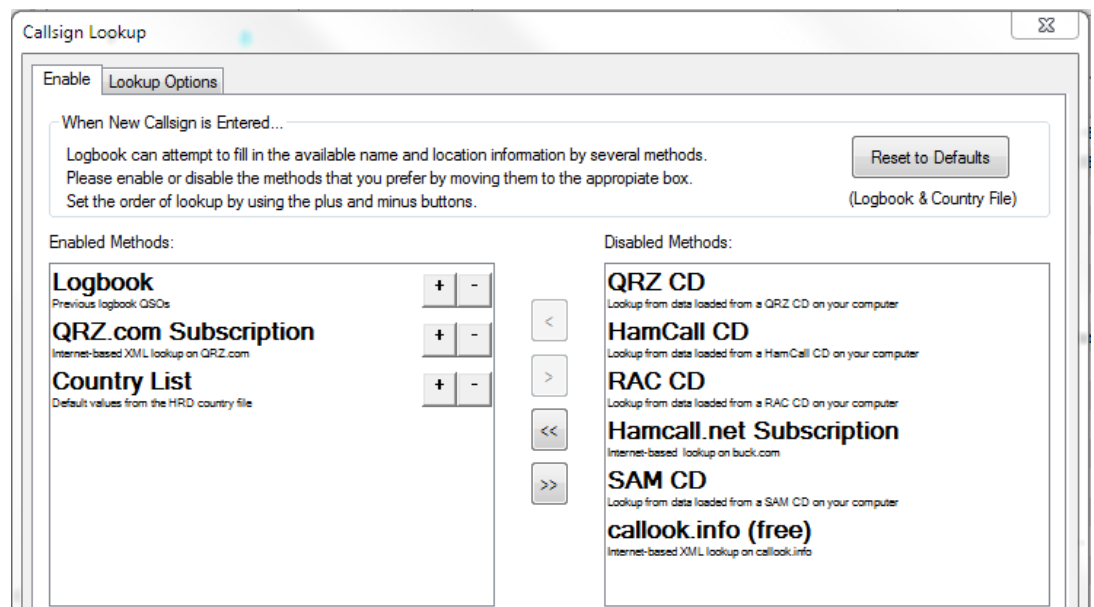 Callsign Lookup
Enable
Lookup Options
When New Callsign is Entered...
Logbook can attempt to fill in the available name and location information by several methods.
Please enable or disable the methods that you prefer by moving them to the appropiate box.
Set the order of lookup by using the plus and minus buttons.
Reset to Defaults
(Logbook & Country File)
Enabled Methods:
Logbook
+ -
Previous logbook QSOs
QRZ.com Subscription
+ -
Internet-based XML lookup on QRZ.com
Country List
+ -
Default values from the HRD country file
<
>
<<
>>
Disabled Methods:
QRZ CD
Lookup from data loaded from a QRZ CD on your computer
HamCall CD
Lookup from data loaded from a HamCall CD on your computer
RAC CD
Lookup from data loaded from a RAC CD on your computer
Hamcall.net Subscription
Internet-based lookup on buck.com
SAM CD
Lookup from data loaded from a SAM CD on your computer
callook.info (free)
Internet-based XML lookup on callook.info